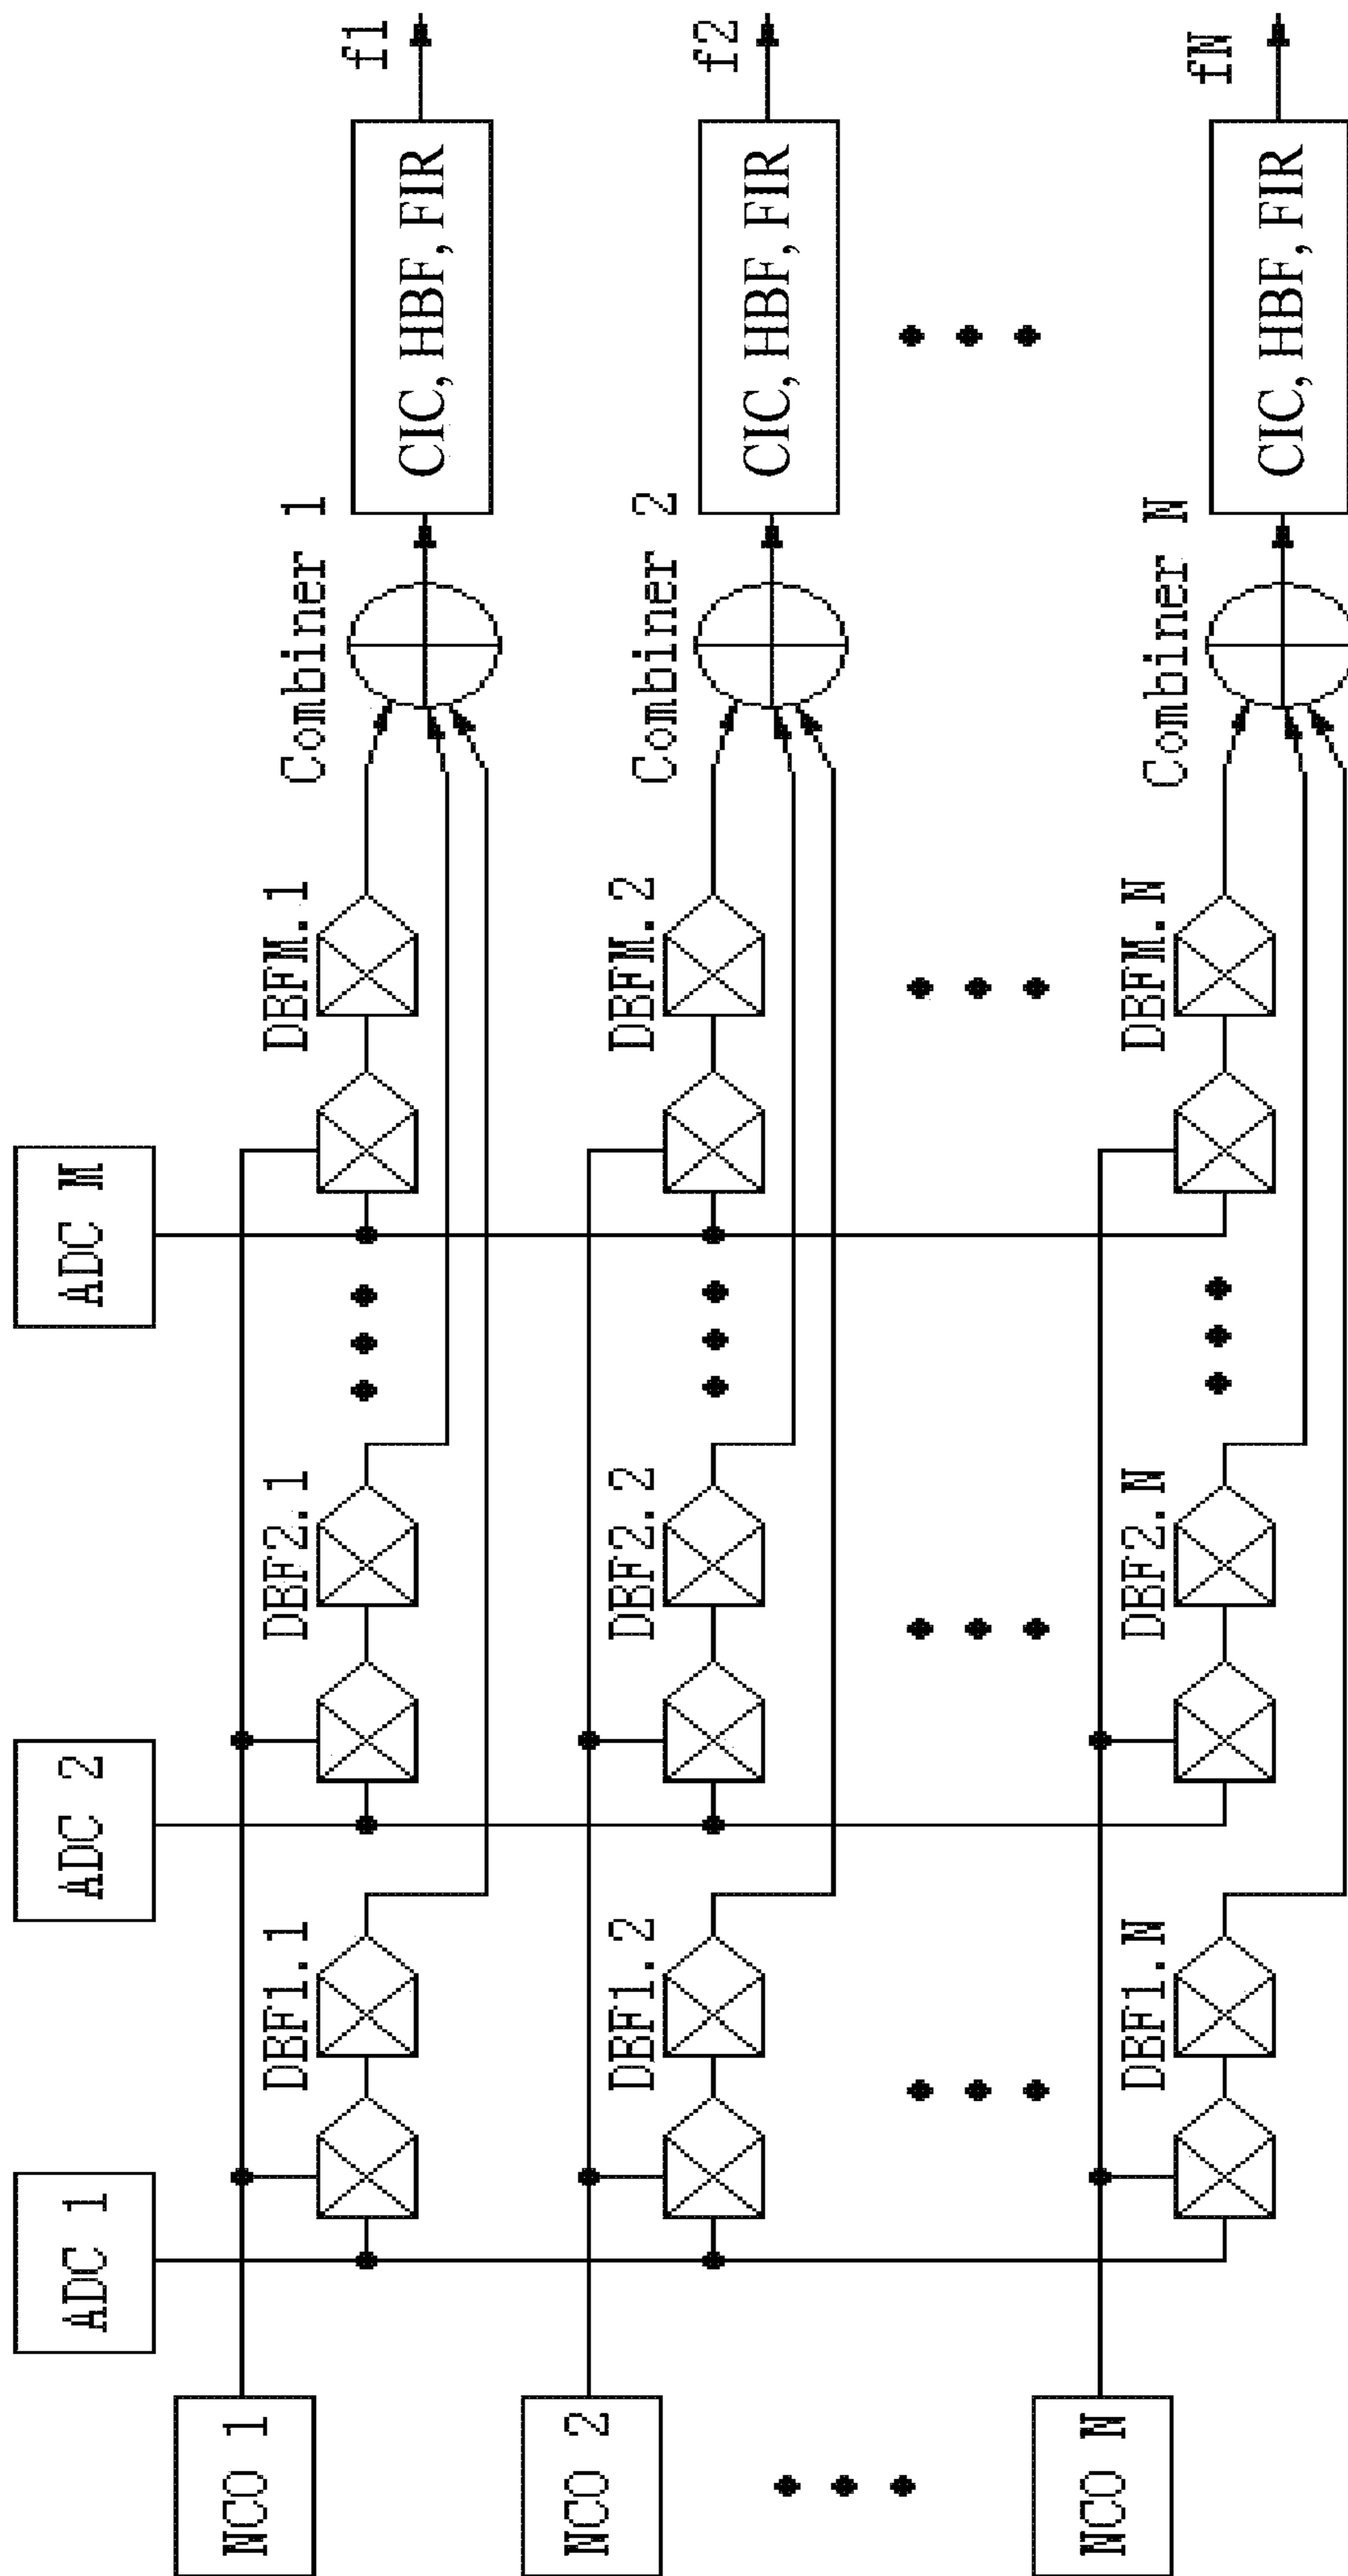 ADC 1
ADC 2
ADC M
NCO 1
DBF1.1
DBF2.1
DBFM.1
Combiner 1
CIC, HBF, FIR
f1
NCO 2
DBF1.2
DBF2.2
DBFM.2
Combiner 2
CIC, HBF, FIR
f2
NCO N
DBF1.N
DBF2.N
DBFM.N
Combiner N
CIC, HBF, FIR
fN